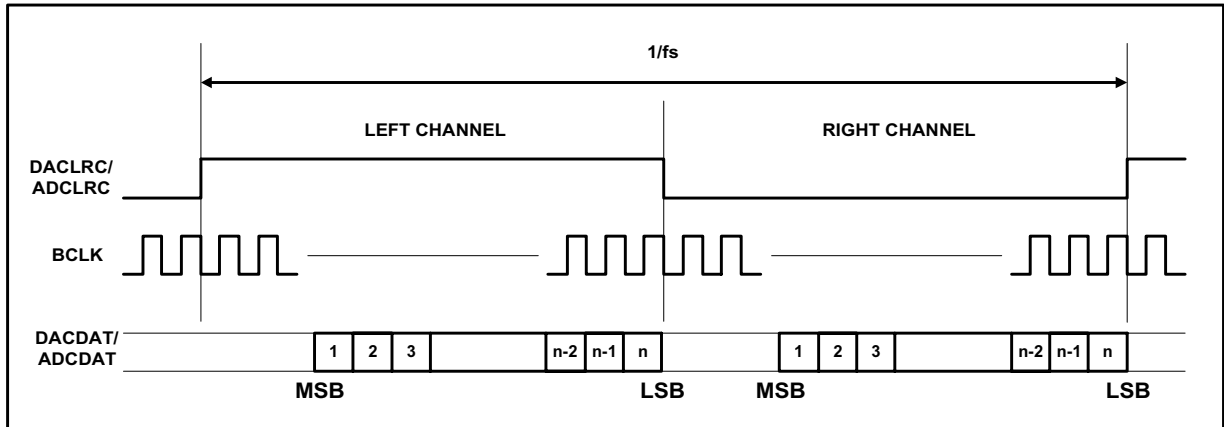 1/fs
LEFT CHANNEL
RIGHT CHANNEL
DACLRC/
ADCLRC
BCLK
DACDAT/
ADCDAT
1 2 3 n-2 n-1 n 1 2 3 n-2 n-1 n
MSB LSB MSB LSB